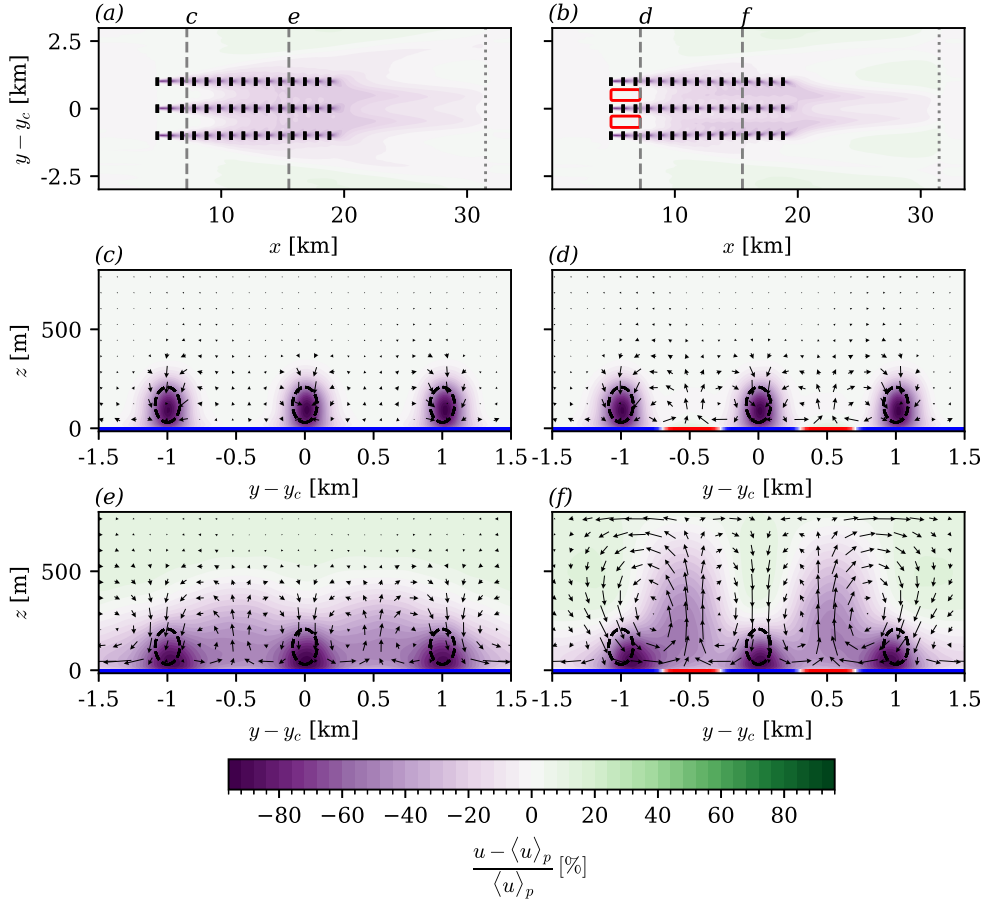 (a) c e (b) d f
y − y_c [km]
2.5
0
-2.5
10 20 30 10 20 30
x [km] x [km]
(c) (d)
z [m]
500
0
-1.5 -1 -0.5 0 0.5 1 1.5 -1.5 -1 -0.5 0 0.5 1 1.5
y − y_c [km] y − y_c [km]
(e) (f)
z [m]
500
0
-1.5 -1 -0.5 0 0.5 1 1.5 -1.5 -1 -0.5 0 0.5 1 1.5
y − y_c [km] y − y_c [km]
−80 −60 −40 −20 0 20 40 60 80
u − ⟨u⟩_p
⟨u⟩_p [%]